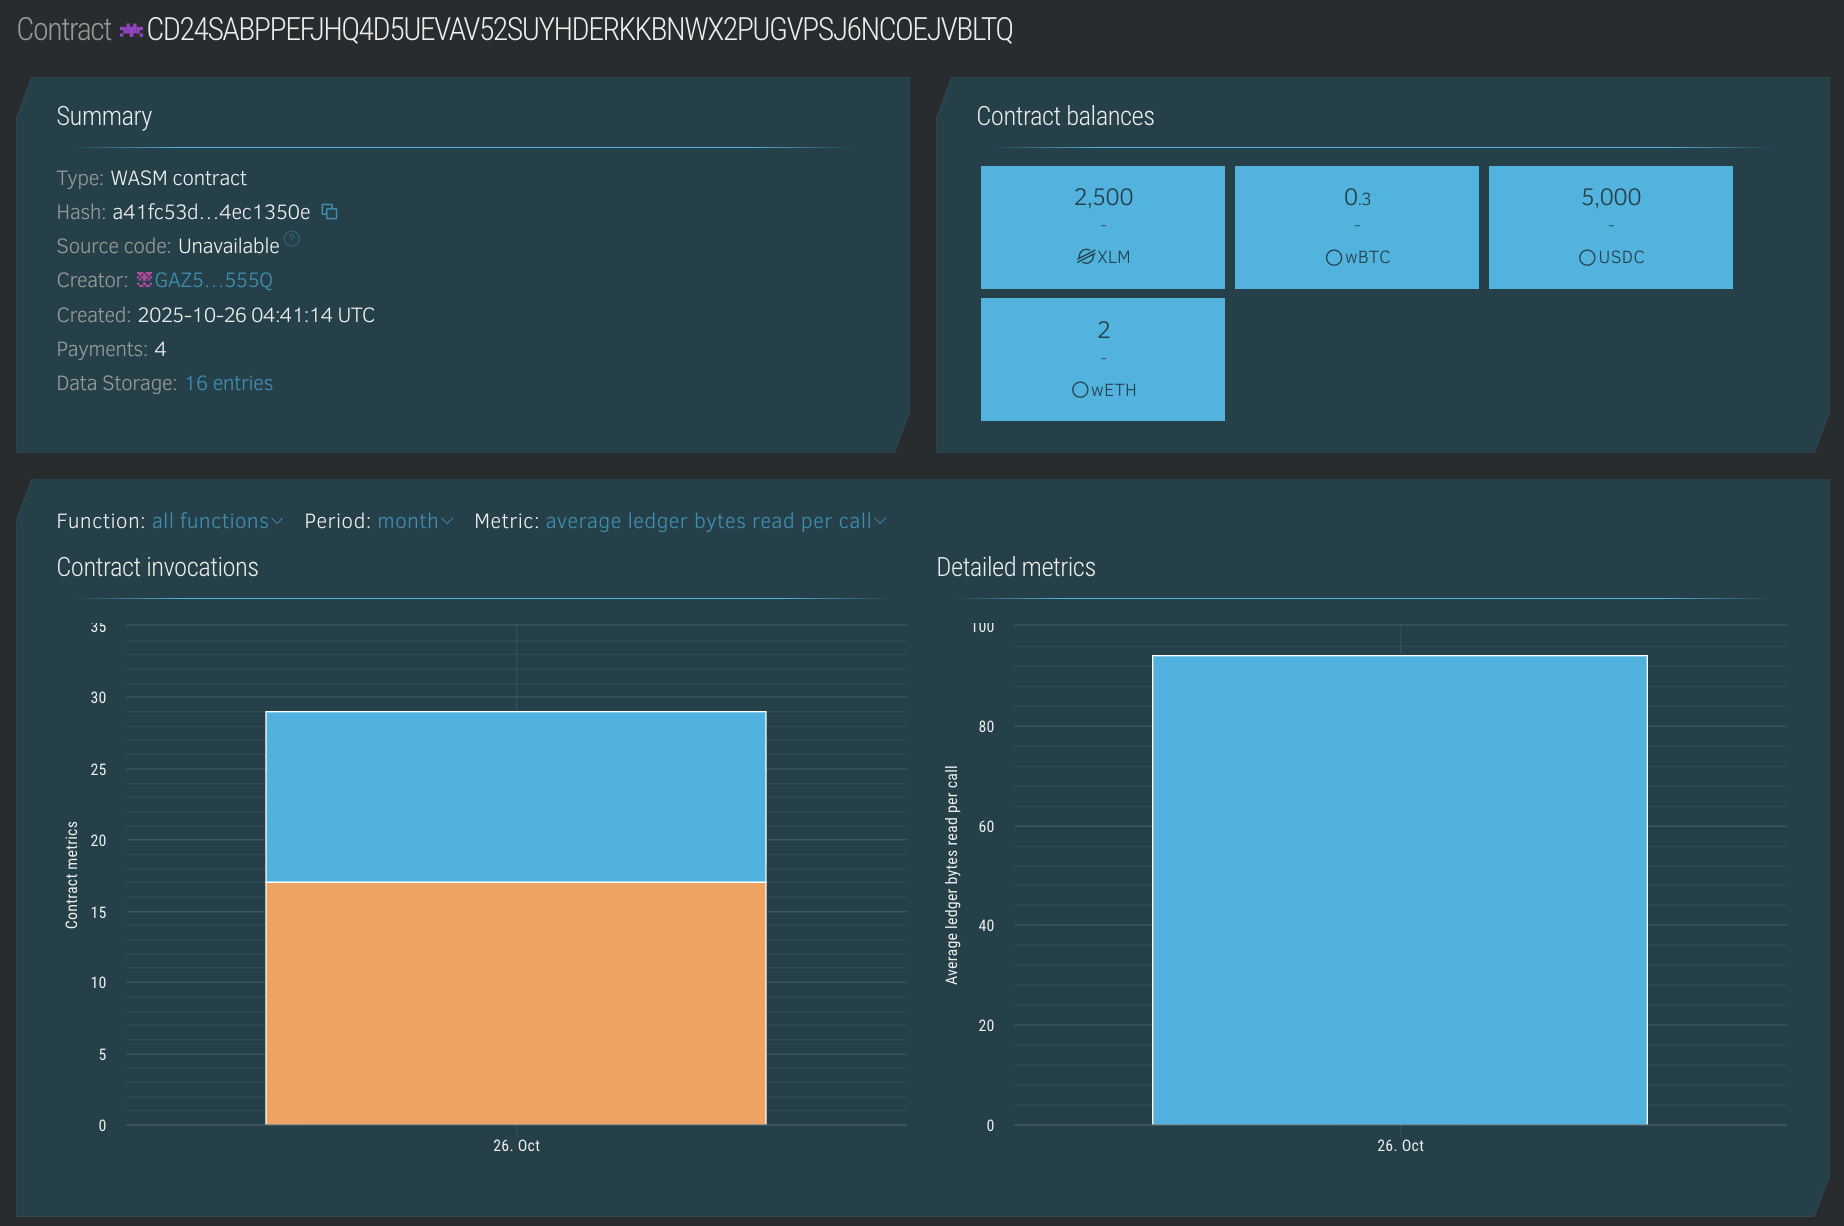 Contract CD24SABPPEFJHQ4D5UEVAV52SUYHDERKKBNWX2PUGVPSJ6NCOEJVBLTQ
Summary
Type: WASM contract
Hash: a41fc53d...4ec1350e
Source code: Unavailable ?
Creator: GAZ5...555Q
Created: 2025-10-26 04:41:14 UTC
Payments: 4
Data Storage: 16 entries
Contract balances
2,500
-
XLM
0.3
-
wBTC
5,000
-
USDC
2
-
wETH
Function: all functions Period: month Metric: average ledger bytes read per call
Contract invocations
Contract metrics
35
30
25
20
15
10
5
0
26. Oct
Detailed metrics
Average ledger bytes read per call
100
80
60
40
20
0
26. Oct